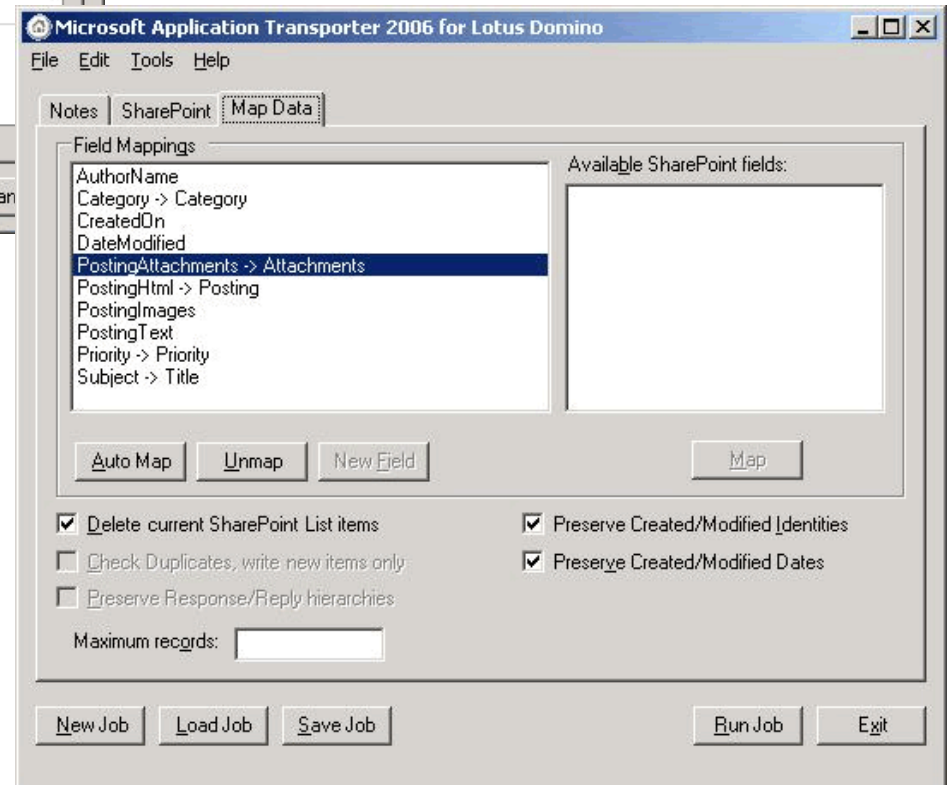 Microsoft Application Transporter 2006 for Lotus Domino
File Edit Tools Help
Notes SharePoint Map Data
Field Mappings
Available SharePoint fields:
AuthorName
Category -> Category
CreatedOn
DateModified
PostingAttachments -> Attachments
PostingHtml -> Posting
PostingImages
PostingText
Priority -> Priority
Subject -> Title
Auto Map Unmap New Field Map
Delete current SharePoint List items
Preserve Created/Modified Identities
Check Duplicates, write new items only
Preserve Created/Modified Dates
Preserve Response/Reply hierarchies
Maximum records:
New Job Load Job Save Job Run Job Exit